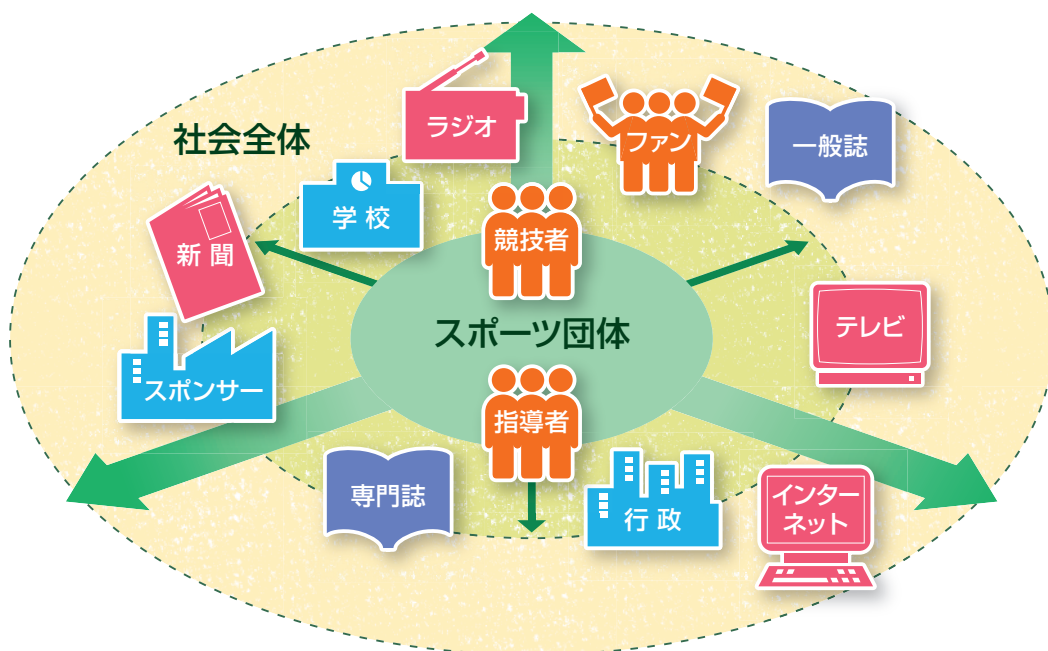 ラジオ
ファン
一般誌
社会全体
学校
新聞
競技者
スポーツ団体
テレビ
スポンサー
指導者
専門誌
行政
インター
ネット